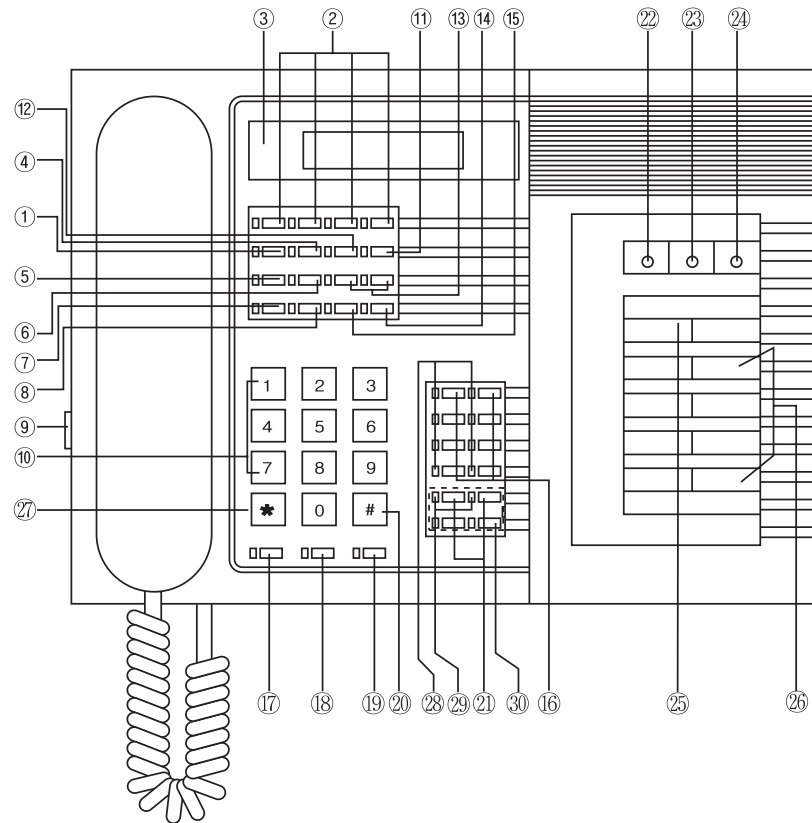 ③ ② ⑪ ⑬ ⑭ ⑮ ㉒ ㉓ ㉔
⑫
④
①
⑤
⑥
⑦
⑧
⑨
⑩
㉗
1 2 3
4 5 6
7 8 9
* 0 #
⑰ ⑱ ⑲ ⑳ ㉘ ㉙ ㉑ ㉚ ⑯ ㉕ ㉖